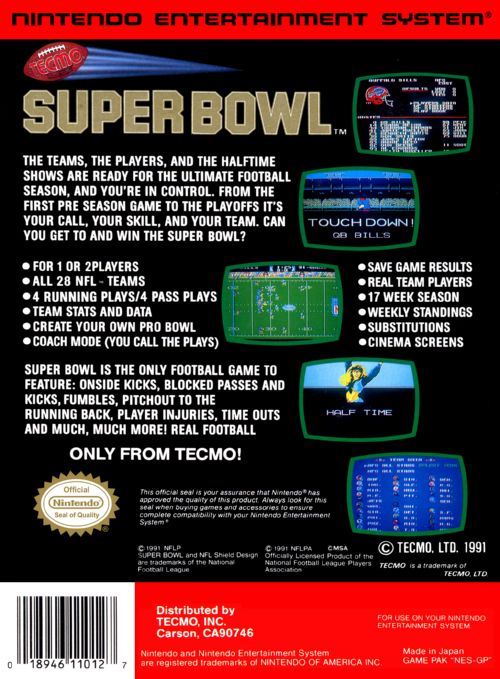 NINTENDO ENTERTAINMENT SYSTEM®
TECMO
SUPER BOWL™
THE TEAMS, THE PLAYERS, AND THE HALFTIME
SHOWS ARE READY FOR THE ULTIMATE FOOTBALL
SEASON, AND YOU'RE IN CONTROL. FROM THE
FIRST PRE SEASON GAME TO THE PLAYOFFS IT'S
YOUR CALL, YOUR SKILL, AND YOUR TEAM. CAN
YOU GET TO AND WIN THE SUPER BOWL?
BUFFALO BILLS
RESULTS
TOUCH DOWN!
QB BILLS
● FOR 1 OR 2PLAYERS
● ALL 28 NFL - TEAMS
● 4 RUNNING PLAYS/4 PASS PLAYS
● TEAM STATS AND DATA
● CREATE YOUR OWN PRO BOWL
● COACH MODE (YOU CALL THE PLAYS)
● SAVE GAME RESULTS
● REAL TEAM PLAYERS
● 17 WEEK SEASON
● WEEKLY STANDINGS
● SUBSTITUTIONS
● CINEMA SCREENS
SUPER BOWL IS THE ONLY FOOTBALL GAME TO
FEATURE: ONSIDE KICKS, BLOCKED PASSES AND
KICKS, FUMBLES, PITCHOUT TO THE
RUNNING BACK, PLAYER INJURIES, TIME OUTS
AND MUCH, MUCH MORE! REAL FOOTBALL
ONLY FROM TECMO!
HALF TIME
Official
Nintendo
Seal of Quality
This official seal is your assurance that Nintendo® has
approved the quality of this product. Always look for this
seal when buying games and accessories to ensure
complete compatibility with your Nintendo Entertainment
System®
© 1991 NFLP
SUPER BOWL and NFL Shield Design
are trademarks of the National
Football League.
© 1991 NFLPA CMSA
Officially Licensed Product of the
National Football League Players
Association
© TECMO, LTD. 1991
TECMO is a trademark of
TECMO, LTD.
0 18946 11012 7
Distributed by
TECMO, INC.
Carson, CA90746
FOR USE ON YOUR NINTENDO
ENTERTAINMENT SYSTEM.
Nintendo and Nintendo Entertainment System
are registered trademarks of NINTENDO OF AMERICA INC.
Made in Japan
GAME PAK "NES-GP"